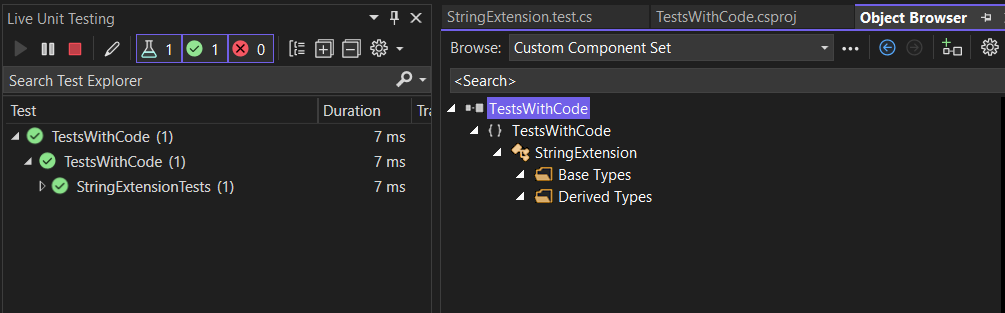 Live Unit Testing
1 1 0
Search Test Explorer
Test Duration Tra
TestsWithCode (1) 7 ms
TestsWithCode (1) 7 ms
StringExtensionTests (1) 7 ms
StringExtension.test.cs TestsWithCode.csproj Object Browser
Browse: Custom Component Set
<Search>
TestsWithCode
{ } TestsWithCode
StringExtension
Base Types
Derived Types